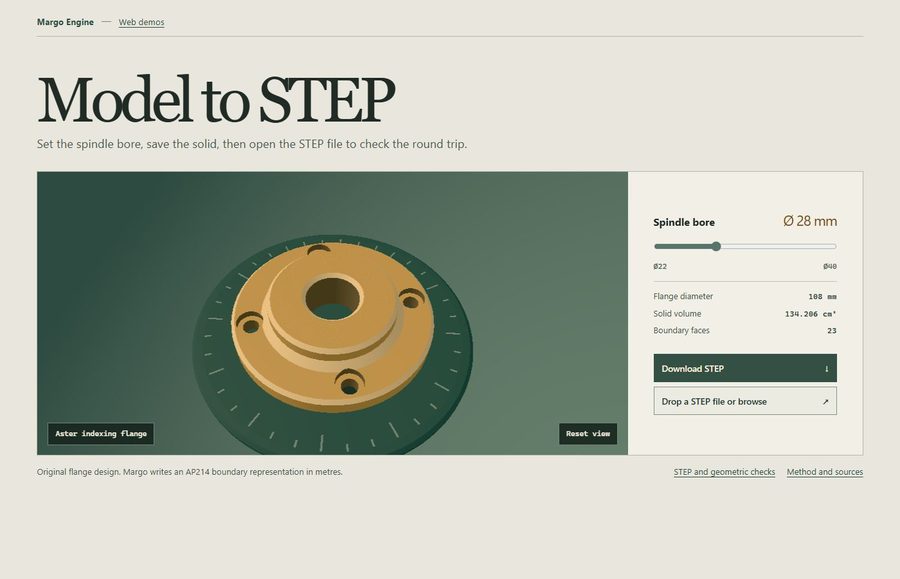 Margo Engine — Web demos
Model to STEP
Set the spindle bore, save the solid, then open the STEP file to check the round trip.
Spindle bore Ø 28 mm
Ø22 Ø40
Flange diameter 108 mm
Solid volume 134.206 cm³
Boundary faces 23
Download STEP ↓
Drop a STEP file or browse ↗
Aster indexing flange Reset view
Original flange design. Margo writes an AP214 boundary representation in metres. STEP and geometric checks Method and sources